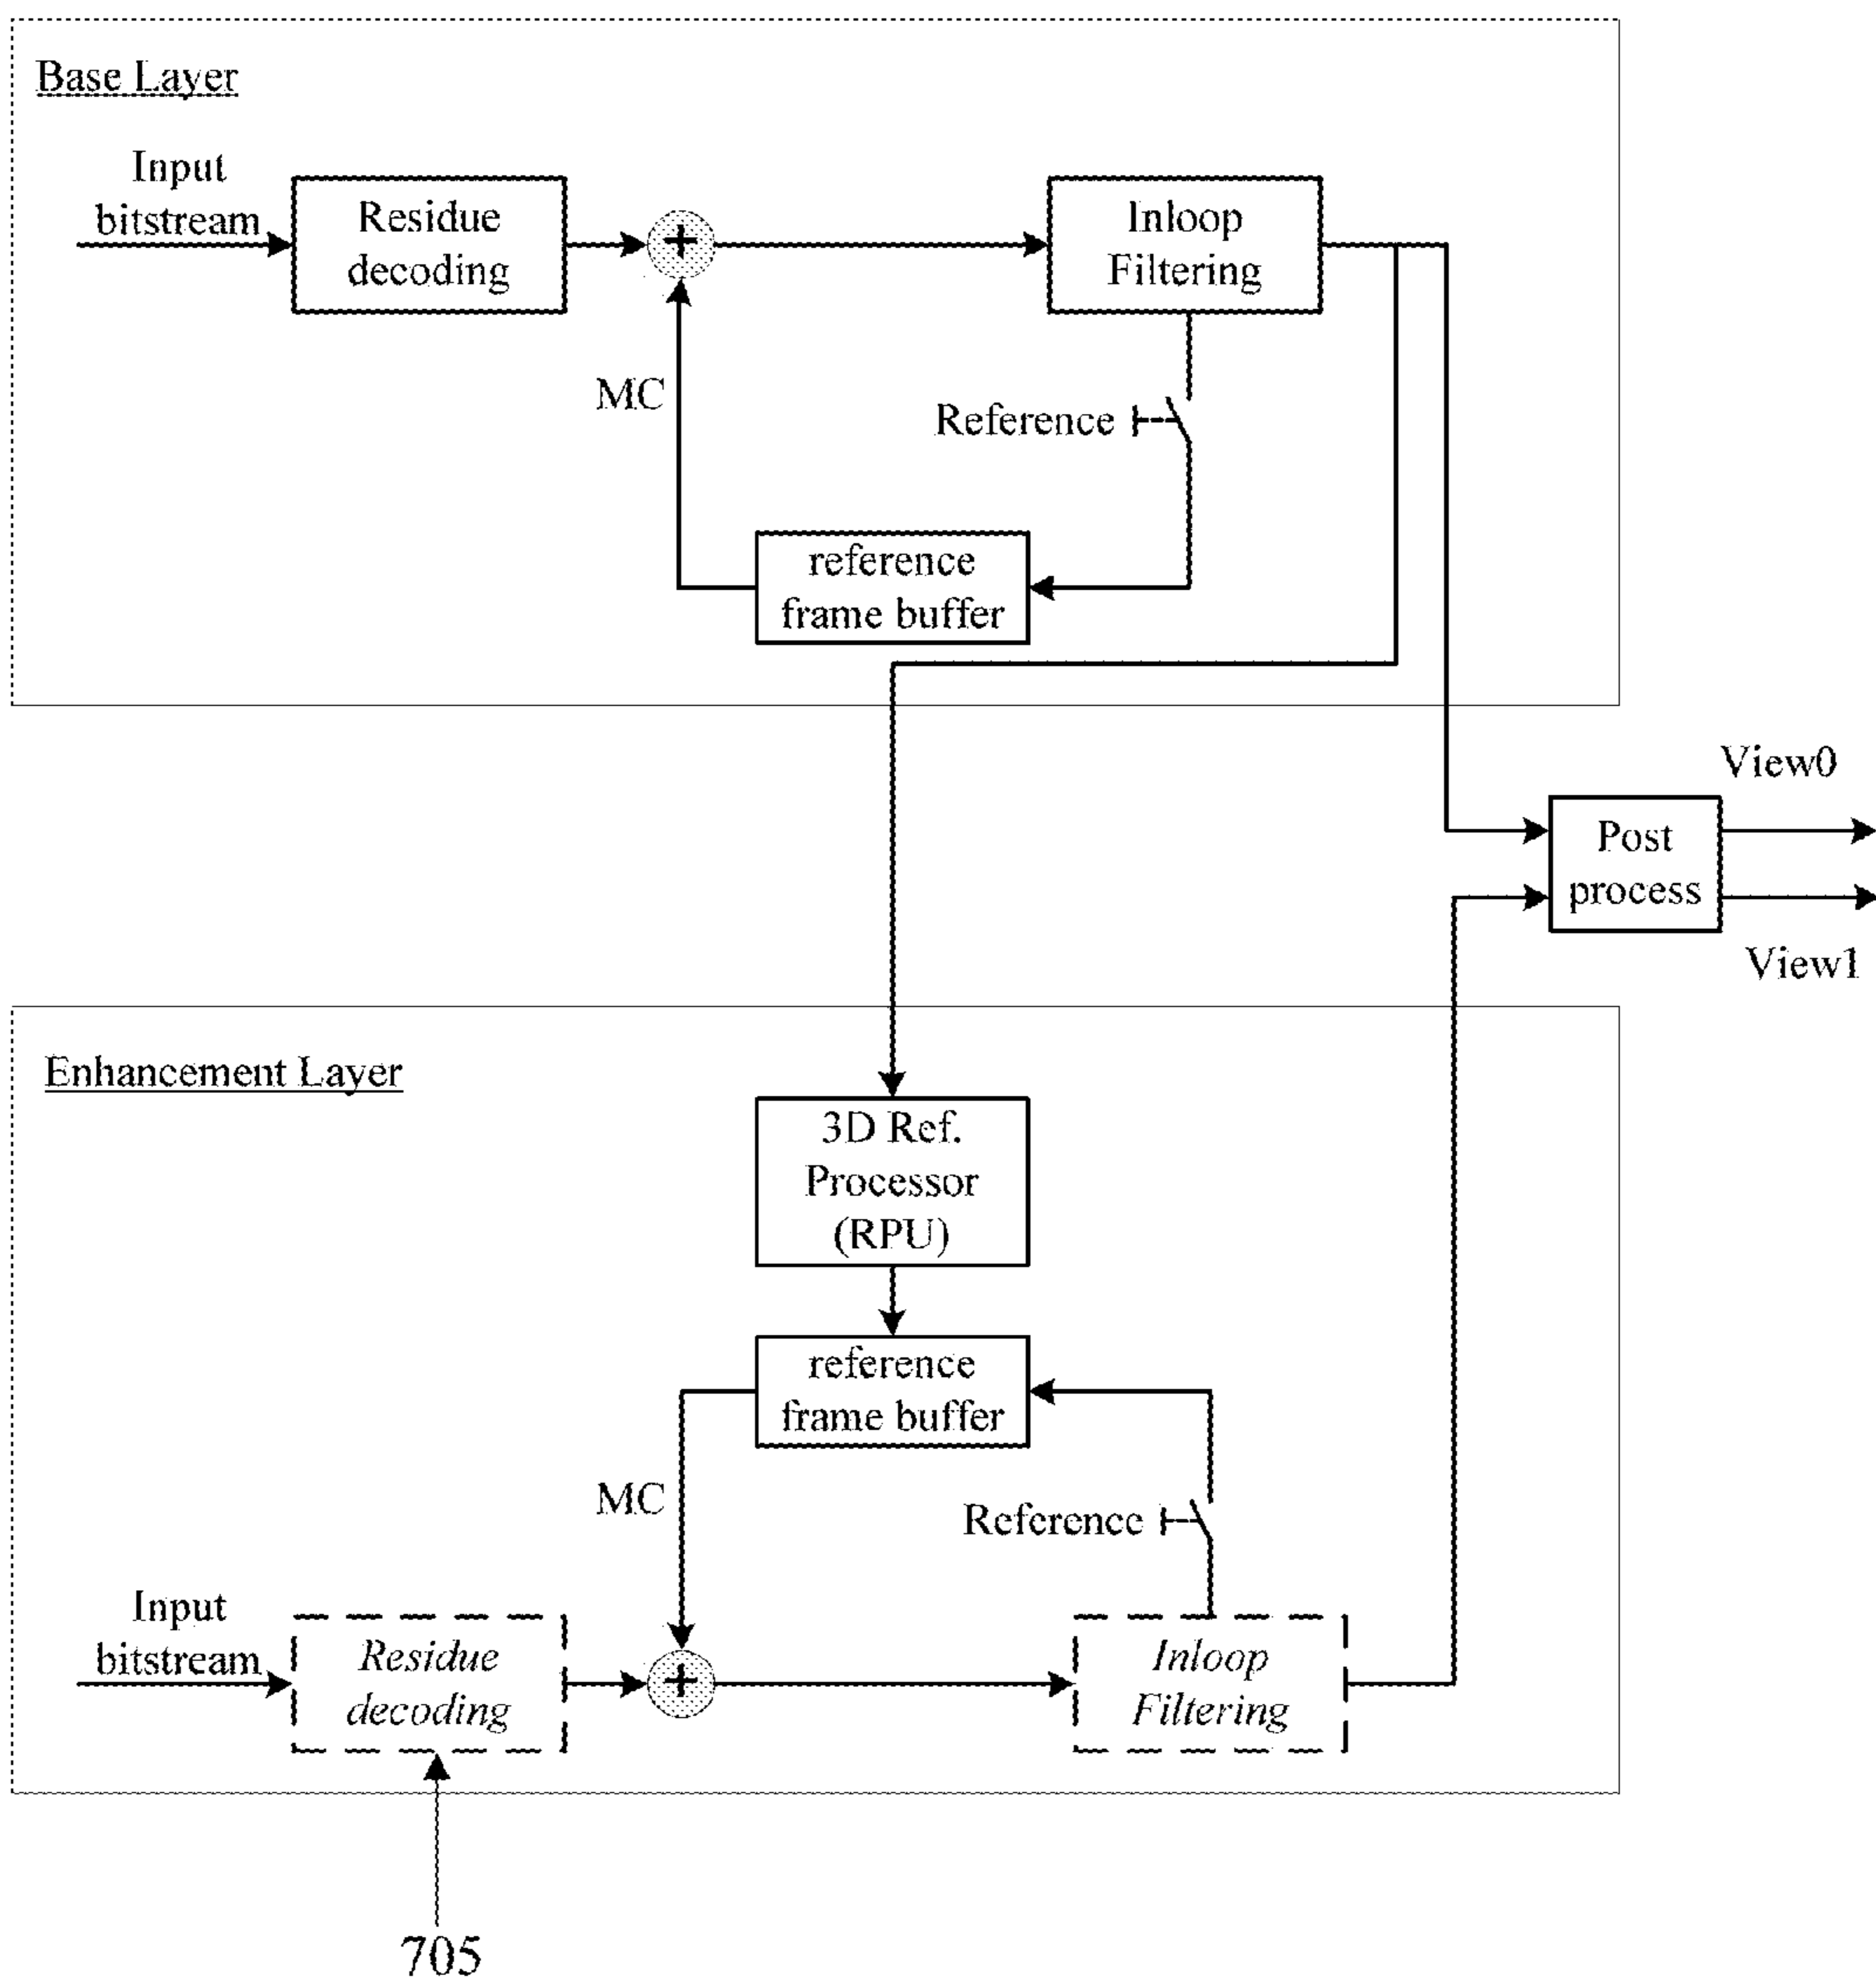 Base Layer
Input
bitstream
Residue
decoding
+
Inloop
Filtering
MC
Reference
reference
frame buffer
View0
Post
process
View1
Enhancement Layer
3D Ref.
Processor
(RPU)
reference
frame buffer
MC
Reference
Input
bitstream
Residue
decoding
+
Inloop
Filtering
705